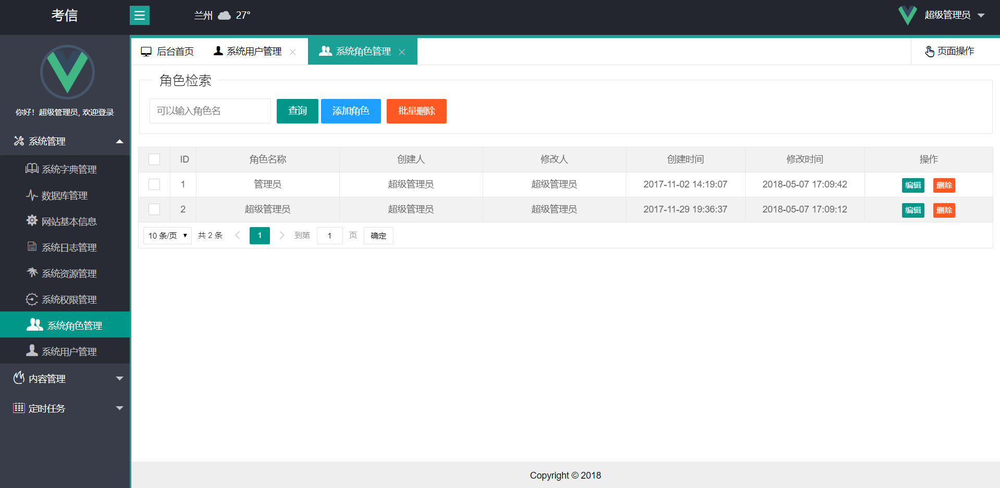 考信
兰州 27°
超级管理员
你好！超级管理员, 欢迎登录
系统管理
系统字典管理
数据库管理
网站基本信息
系统日志管理
系统资源管理
系统权限管理
系统角色管理
系统用户管理
内容管理
定时任务
后台首页 系统用户管理 系统角色管理 页面操作
角色检索
可以输入角色名 查询 添加角色 批量删除
ID 角色名称 创建人 修改人 创建时间 修改时间 操作
1 管理员 超级管理员 超级管理员 2017-11-02 14:19:07 2018-05-07 17:09:42 编辑 删除
2 超级管理员 超级管理员 超级管理员 2017-11-29 19:36:37 2018-05-07 17:09:12 编辑 删除
10 条/页 共 2 条 1 到第 1 页 确定
Copyright © 2018